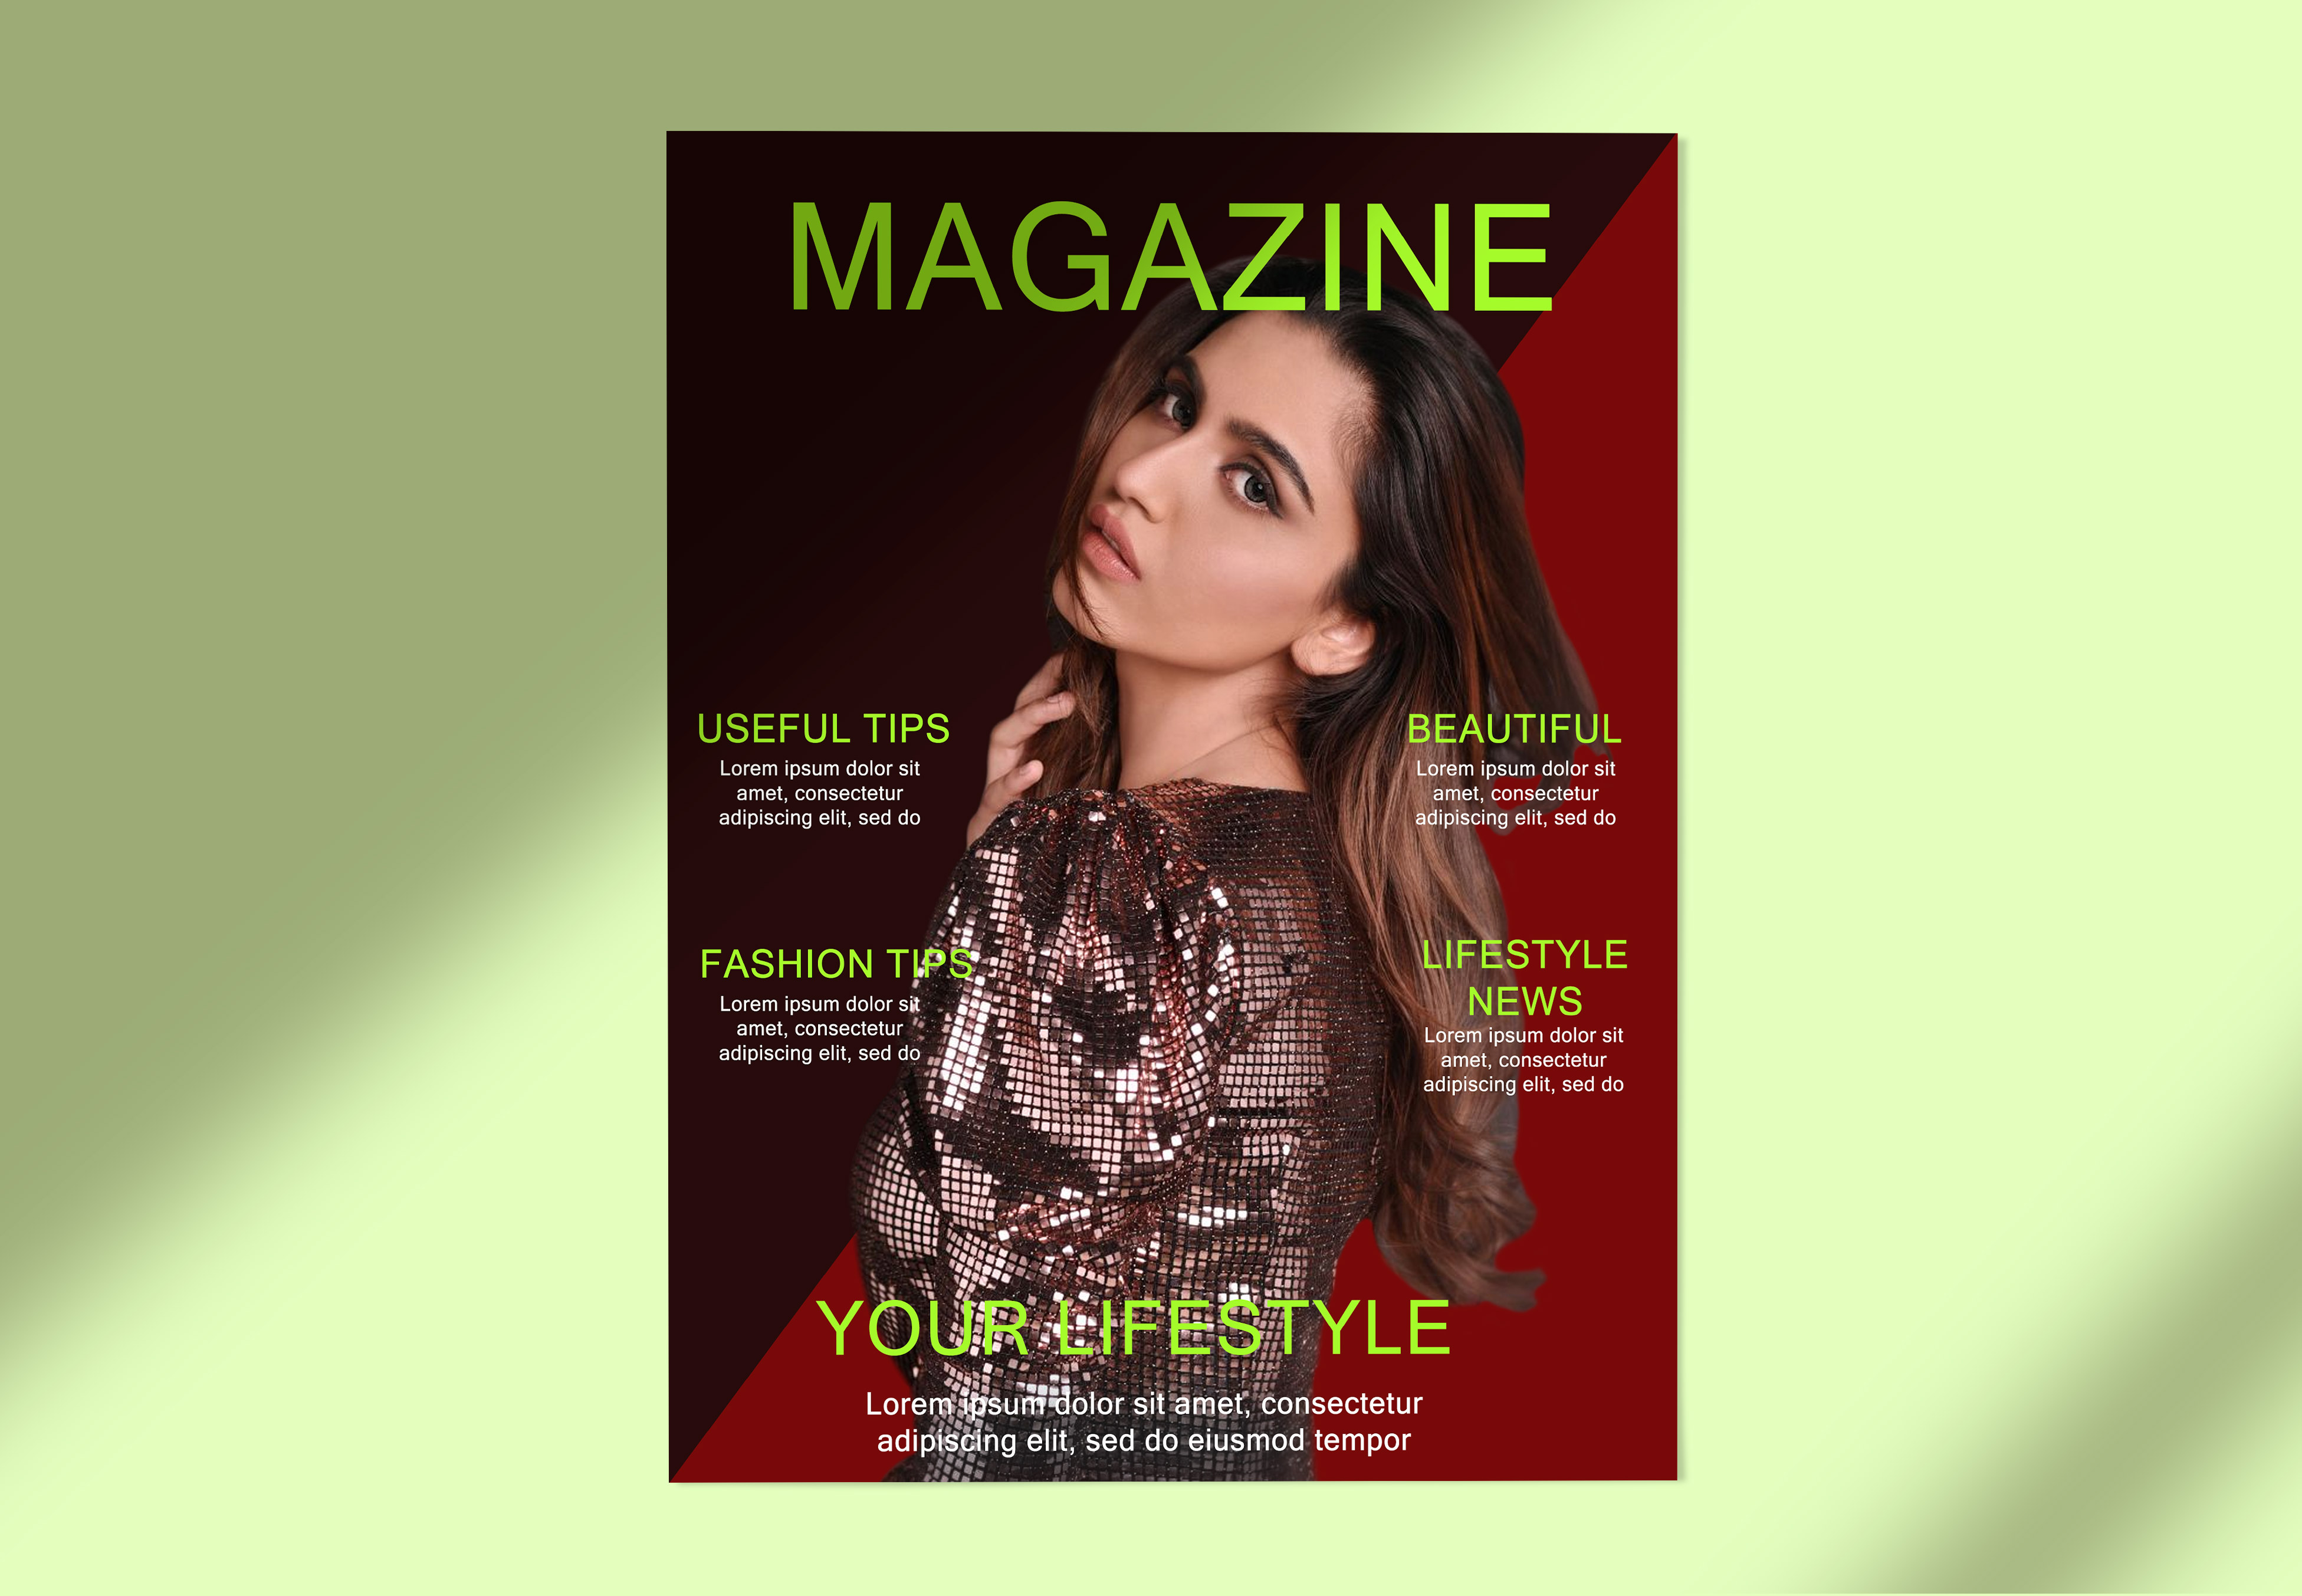 MAGAZINE
USEFUL TIPS
Lorem ipsum dolor sit
amet, consectetur
adipiscing elit, sed do
BEAUTIFUL
Lorem ipsum dolor sit
amet, consectetur
adipiscing elit, sed do
FASHION TIPS
Lorem ipsum dolor sit
amet, consectetur
adipiscing elit, sed do
LIFESTYLE
NEWS
Lorem ipsum dolor sit
amet, consectetur
adipiscing elit, sed do
YOUR LIFESTYLE
Lorem ipsum dolor sit amet, consectetur
adipiscing elit, sed do eiusmod tempor